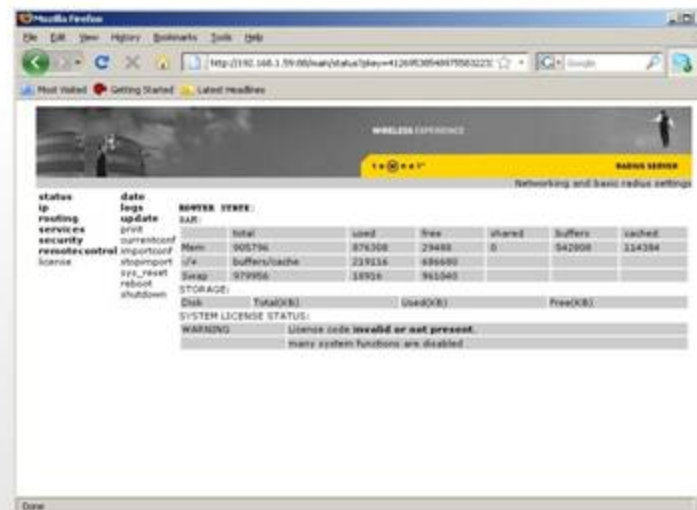 Mozilla Firefox
File Edit View History Bookmarks Tools Help
Google
Most Visited Getting Started Latest Headlines
WIRELESS EXPERIENCE
RADIUS SERVER
Networking and basic radius settings
status date
ip logs
routing update
services print
security currentconf
remotecontrol importconf
license stopimport
sys_reset
reboot
shutdown
ROUTER STATE:
RAM:
total used free shared buffers cached
Mem 905796 876308 29488 0 542808 114384
-/+ buffers/cache 219116 686680
Swap 979956 18916 961040
STORAGE:
Disk Total(KB) Used(KB) Free(KB)
SYSTEM LICENSE STATUS:
WARNING License code invalid or not present.
many system functions are disabled
Done